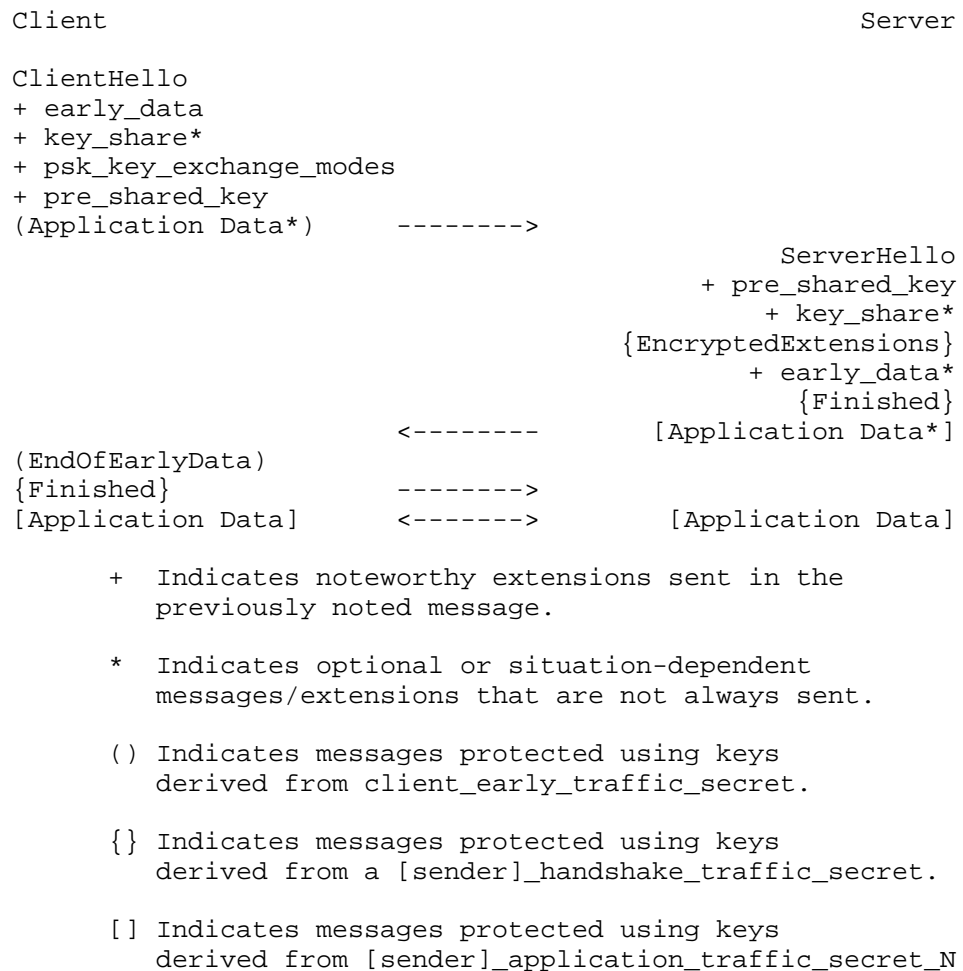 Client                                               Server

ClientHello
+ early_data
+ key_share*
+ psk_key_exchange_modes
+ pre_shared_key
(Application Data*)     -------->
                                                ServerHello
                                           + pre_shared_key
                                               + key_share*
                                      {EncryptedExtensions}
                                              + early_data*
                                                 {Finished}
                        <--------       [Application Data*]
(EndOfEarlyData)
{Finished}              -------->
[Application Data]      <------->        [Application Data]

      +  Indicates noteworthy extensions sent in the
         previously noted message.

      *  Indicates optional or situation-dependent
         messages/extensions that are not always sent.

      () Indicates messages protected using keys
         derived from client_early_traffic_secret.

      {} Indicates messages protected using keys
         derived from a [sender]_handshake_traffic_secret.

      [] Indicates messages protected using keys
         derived from [sender]_application_traffic_secret_N